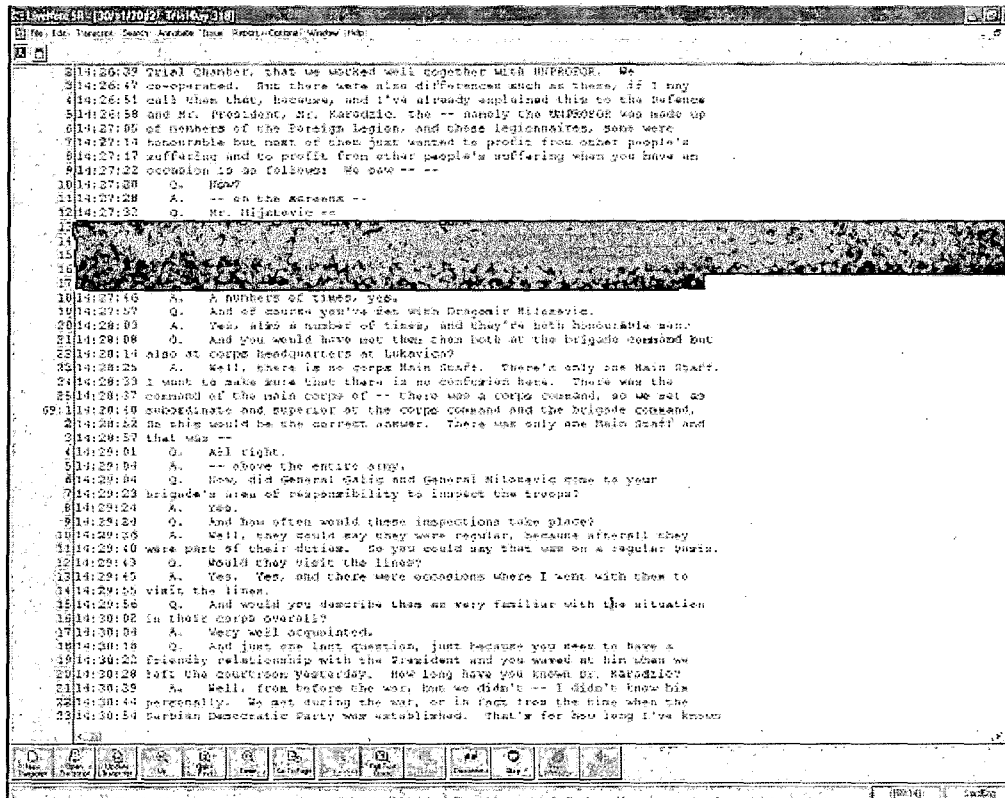 LiveNote SR - [30/11/2012) Trial Day 318]
File Edit Transcript Search Annotate Issue Report Options Window Help
2 14:26:39 Trial Chamber, that we worked well together with UNPROFOR. We
3 14:26:47 co-operated. But there were also differences such as these, if I may
4 14:26:51 call them that, because, and I've already explained this to the Defence
5 14:26:58 and Mr. President, Mr. Karadzic. The -- namely the UNPROFOR was made up
6 14:27:05 of members of the Foreign Legion, and those legionnaires, some were
7 14:27:14 honourable but most of them just wanted to profit from other people's
8 14:27:17 suffering and to profit from other people's suffering when you have an
9 14:27:22 occasion is as follows: We saw -- --
10 14:27:28 Q. How?
11 14:27:28 A. -- on the screens --
12 14:27:32 Q. Mr. Mijatovic --
13
14
15
16
17
18 14:27:46 A. A numbers of times, yes.
19 14:27:57 Q. And of course you've met with Dragomir Milosevic.
20 14:28:03 A. Yes, also a number of times, and they're both honourable men.
21 14:28:08 Q. And you would have met them then both at the brigade command but
22 14:28:14 also at corps headquarters at Lukavica?
23 14:28:25 A. Well, there is no corps Main Staff. There's only one Main Staff.
24 14:28:33 I want to make sure that there is no confusion here. There was the
25 14:28:37 command of the main corps of -- there was a corps command, so we met as
69:1 14:28:48 subordinate and superior at the corps command and the brigade command.
2 14:28:52 So this would be the correct answer. There was only one Main Staff and
3 14:28:57 that was --
4 14:29:01 Q. All right.
5 14:29:04 A. -- above the entire army.
6 14:29:04 Q. Now, did General Galic and General Milosevic come to your
7 14:29:23 brigade's area of responsibility to inspect the troops?
8 14:29:24 A. Yes.
9 14:29:24 Q. And how often would these inspections take place?
10 14:29:36 A. Well, they could say they were regular, because afterall they
11 14:29:40 were part of their duties. So you could say that was on a regular basis.
12 14:29:43 Q. Would they visit the lines?
13 14:29:45 A. Yes. Yes, and there were occasions where I went with them to
14 14:29:55 visit the lines.
15 14:29:56 Q. And would you describe them as very familiar with the situation
16 14:30:02 in their corps overall?
17 14:30:04 A. Very well acquainted.
18 14:30:18 Q. And just one last question, just because you seem to have a
19 14:30:22 friendly relationship with the President and you waved at him when we
20 14:30:28 left the courtroom yesterday. How long have you known Dr. Karadzic?
21 14:30:39 A. Well, from before the war, but we didn't -- I didn't know him
22 14:30:44 personally. We met during the war, or in fact from the time when the
23 14:30:54 Serbian Democratic Party was established. That's for how long I've known